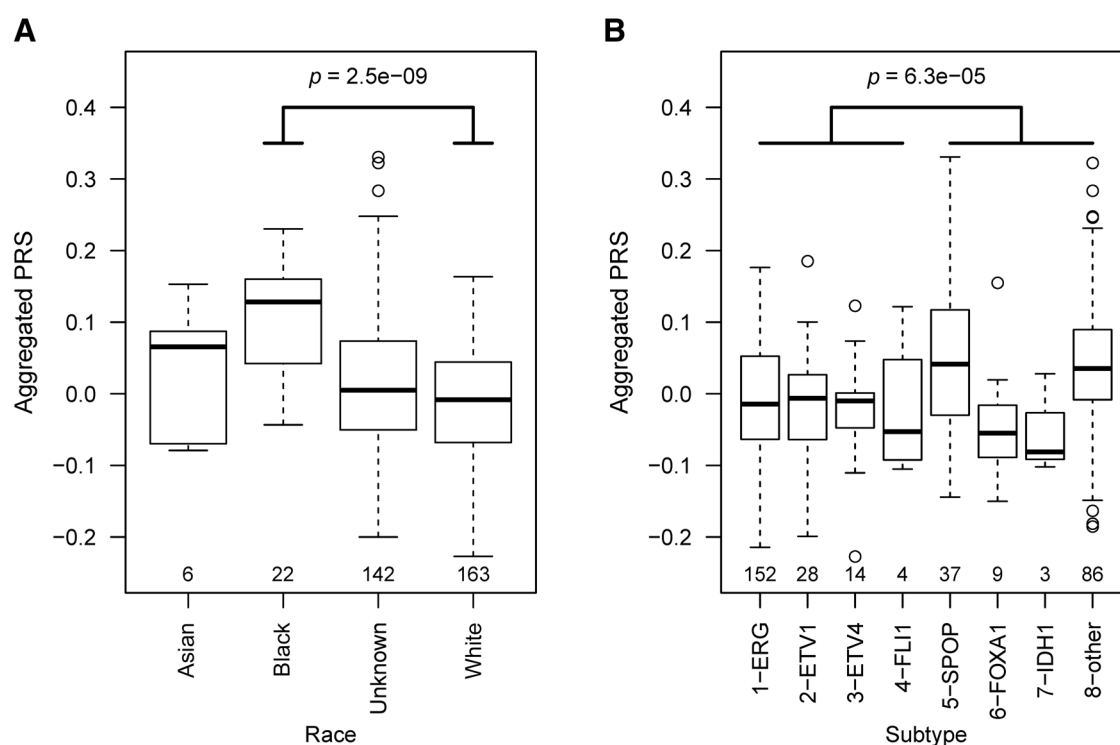 A
p = 2.5e−09
Aggregated PRS
0.4
0.3
0.2
0.1
0.0
−0.1
−0.2
6 22 142 163
Asian
Black
Unknown
White
Race
B
p = 6.3e−05
Aggregated PRS
0.4
0.3
0.2
0.1
0.0
−0.1
−0.2
152 28 14 4 37 9 3 86
1−ERG
2−ETV1
3−ETV4
4−FLI1
5−SPOP
6−FOXA1
7−IDH1
8−other
Subtype